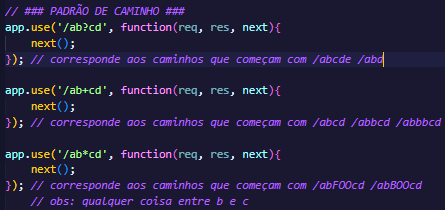 // ### PADRÃO DE CAMINHO ###
app.use('/ab?cd', function(req, res, next){
    next();
}); // corresponde aos caminhos que começam com /abcde /abd
app.use('/ab+cd', function(req, res, next){
    next();
}); // corresponde aos caminhos que começam com /abcd /abbcd /abbbcd
app.use('/ab*cd', function(req, res, next){
    next();
}); // corresponde aos caminhos que começam com /abFOOcd /abBOOcd
    // obs: qualquer coisa entre b e c